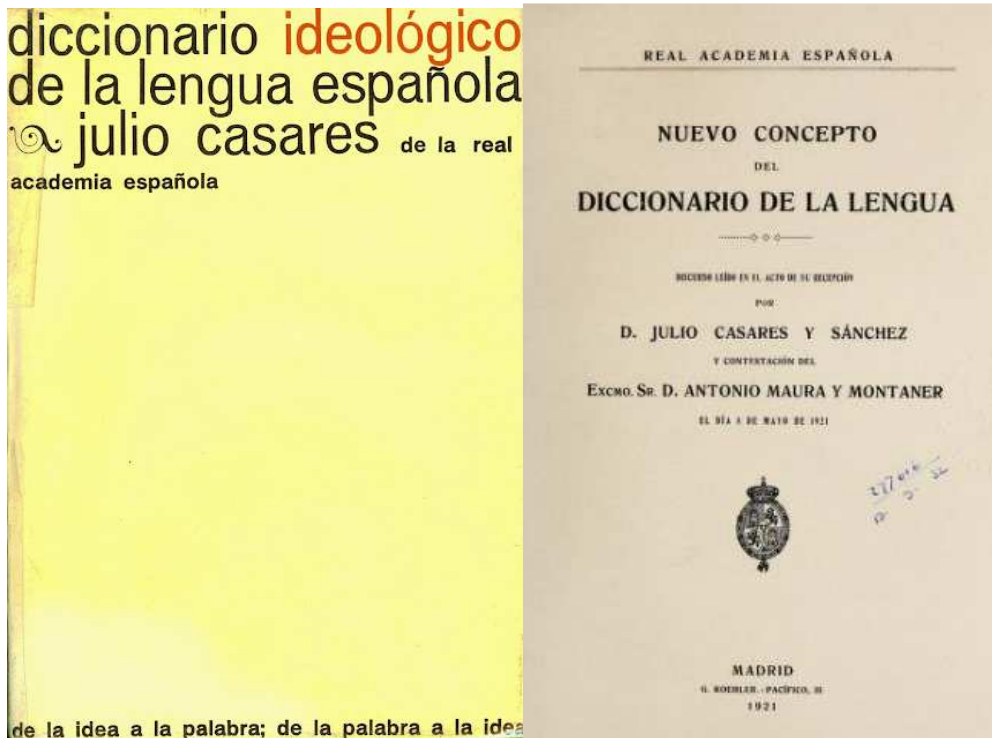 diccionario ideológico
de la lengua española
julio casares de la real
academia española
de la idea a la palabra; de la palabra a la idea
REAL ACADEMIA ESPAÑOLA
NUEVO CONCEPTO
DEL
DICCIONARIO DE LA LENGUA
DISCURSO LEÍDO EN EL ACTO DE SU RECEPCIÓN
POR
D. JULIO CASARES Y SÁNCHEZ
Y CONTESTACIÓN DEL
EXCMO. SR. D. ANTONIO MAURA Y MONTANER
EL DÍA 8 DE MAYO DE 1921
MADRID
G. KOEHLER.-PACÍFICO,
1921